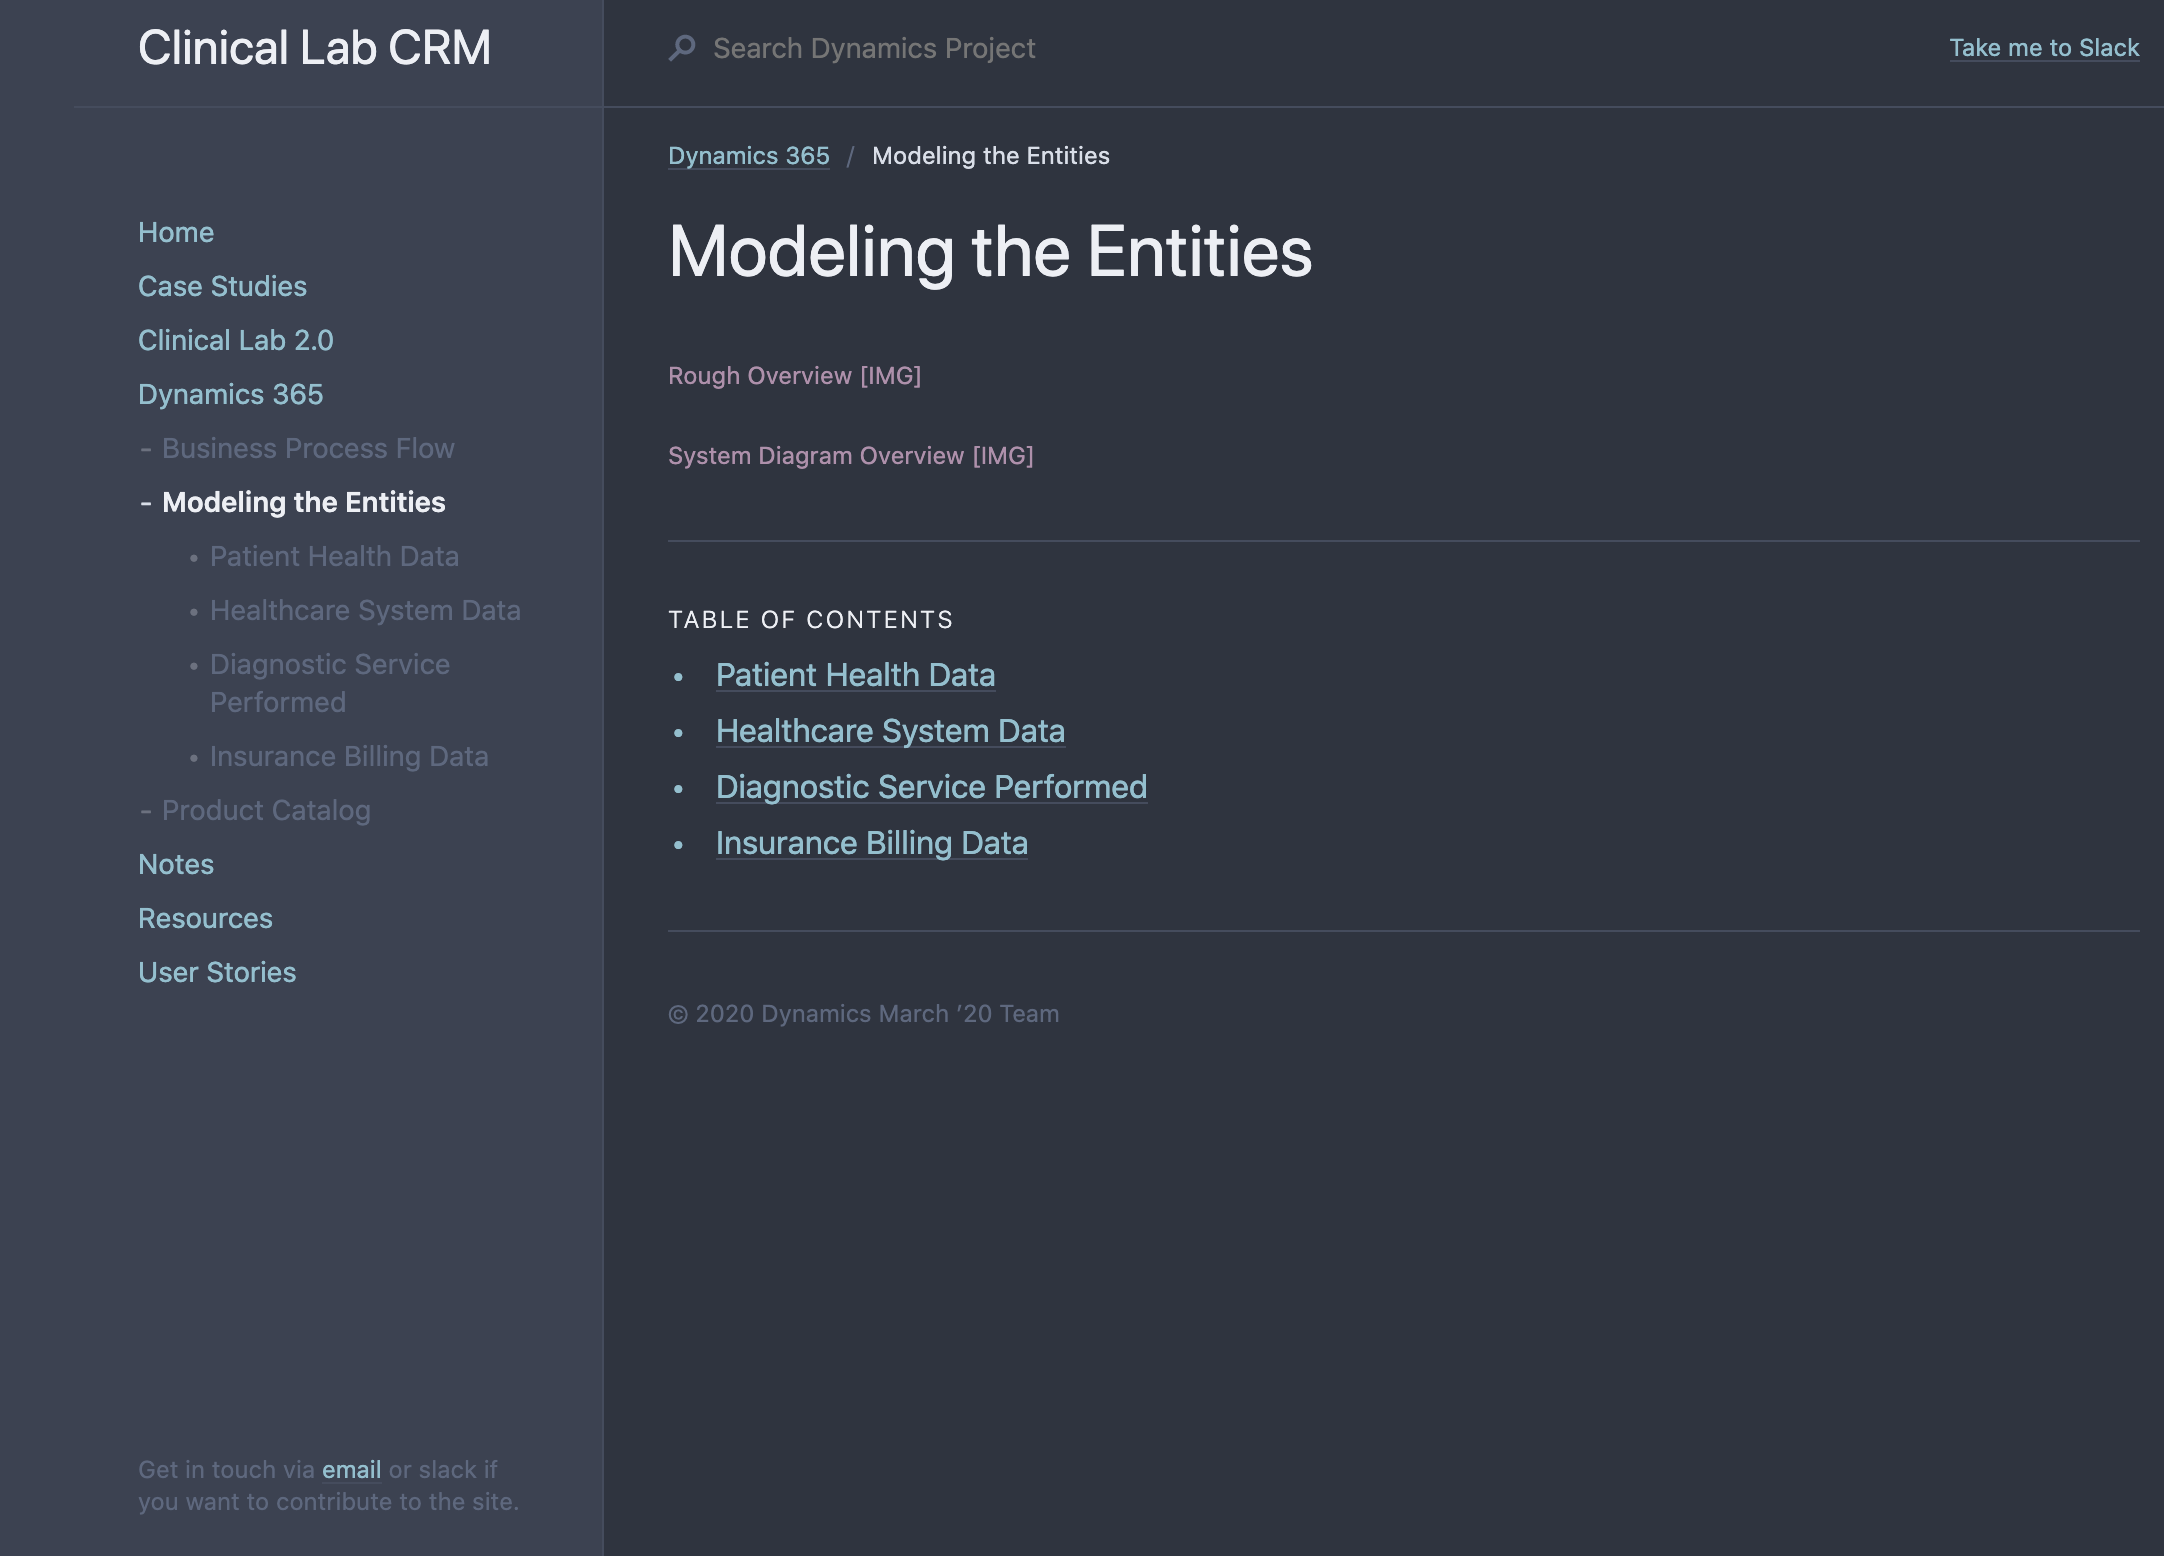 Clinical Lab CRM
Search Dynamics Project
Take me to Slack
Home
Case Studies
Clinical Lab 2.0
Dynamics 365
- Business Process Flow
- Modeling the Entities
• Patient Health Data
• Healthcare System Data
• Diagnostic Service
Performed
• Insurance Billing Data
- Product Catalog
Notes
Resources
User Stories
Get in touch via email or slack if
you want to contribute to the site.
Dynamics 365 / Modeling the Entities
Modeling the Entities
Rough Overview [IMG]
System Diagram Overview [IMG]
TABLE OF CONTENTS
• Patient Health Data
• Healthcare System Data
• Diagnostic Service Performed
• Insurance Billing Data
© 2020 Dynamics March ’20 Team